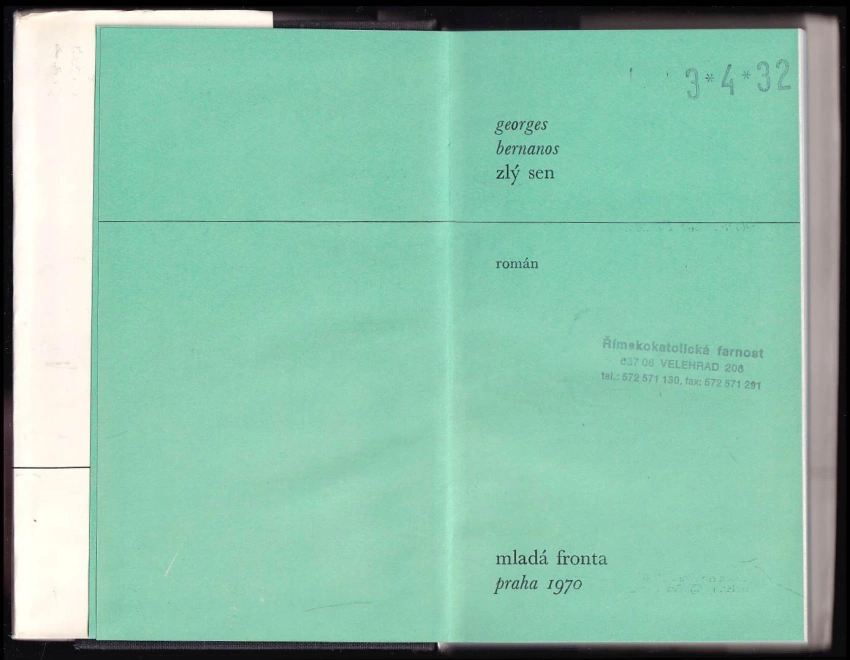 3*4*32
georges
bernanos
zlý sen
román
Římskokatolická farnost
637 06 VELEHRAD 206
tel.: 572 571 130, fax: 572 571 291
mladá fronta
praha 1970